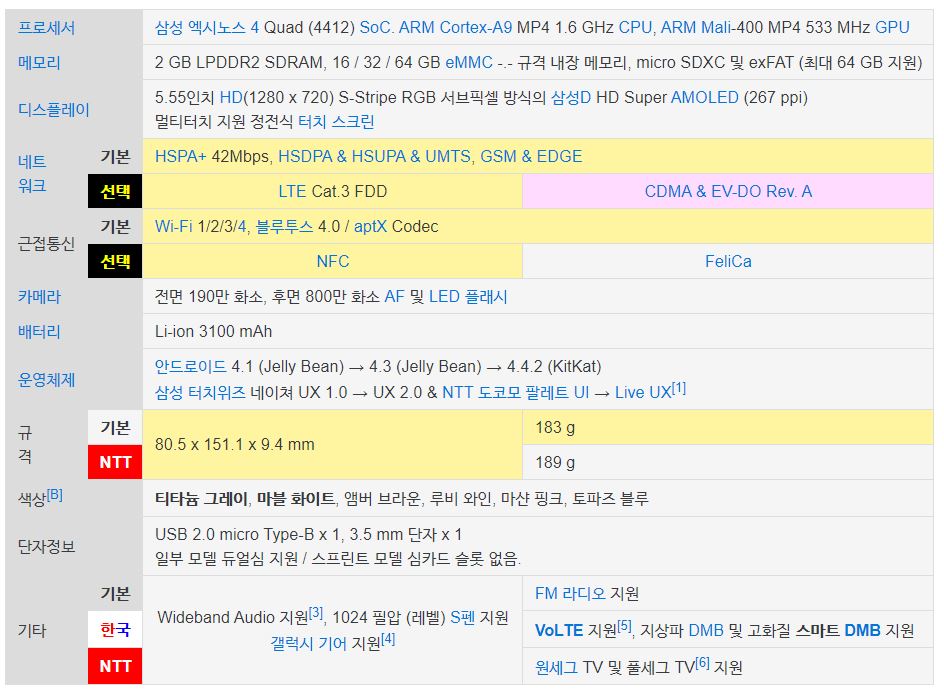 프로세서
삼성 엑시노스 4 Quad (4412) SoC. ARM Cortex-A9 MP4 1.6 GHz CPU, ARM Mali-400 MP4 533 MHz GPU
메모리
2 GB LPDDR2 SDRAM, 16 / 32 / 64 GB eMMC -.- 규격 내장 메모리, micro SDXC 및 exFAT (최대 64 GB 지원)
디스플레이
5.55인치 HD(1280 x 720) S-Stripe RGB 서브픽셀 방식의 삼성D HD Super AMOLED (267 ppi)
멀티터치 지원 정전식 터치 스크린
네트
워크
기본
HSPA+ 42Mbps, HSDPA & HSUPA & UMTS, GSM & EDGE
선택
LTE Cat.3 FDD
CDMA & EV-DO Rev. A
근접통신
기본
Wi-Fi 1/2/3/4, 블루투스 4.0 / aptX Codec
선택
NFC
FeliCa
카메라
전면 190만 화소, 후면 800만 화소 AF 및 LED 플래시
배터리
Li-ion 3100 mAh
운영체제
안드로이드 4.1 (Jelly Bean) → 4.3 (Jelly Bean) → 4.4.2 (KitKat)
삼성 터치위즈 네이쳐 UX 1.0 → UX 2.0 & NTT 도코모 팔레트 UI → Live UX[1]
규
격
기본
80.5 x 151.1 x 9.4 mm
183 g
NTT
189 g
색상[B]
티타늄 그레이, 마블 화이트, 앰버 브라운, 루비 와인, 마샨 핑크, 토파즈 블루
단자정보
USB 2.0 micro Type-B x 1, 3.5 mm 단자 x 1
일부 모델 듀얼심 지원 / 스프린트 모델 심카드 슬롯 없음.
기타
기본
Wideband Audio 지원[3], 1024 필압 (레벨) S펜 지원
갤럭시 기어 지원[4]
FM 라디오 지원
한국
VoLTE 지원[5], 지상파 DMB 및 고화질 스마트 DMB 지원
NTT
원세그 TV 및 풀세그 TV[6] 지원